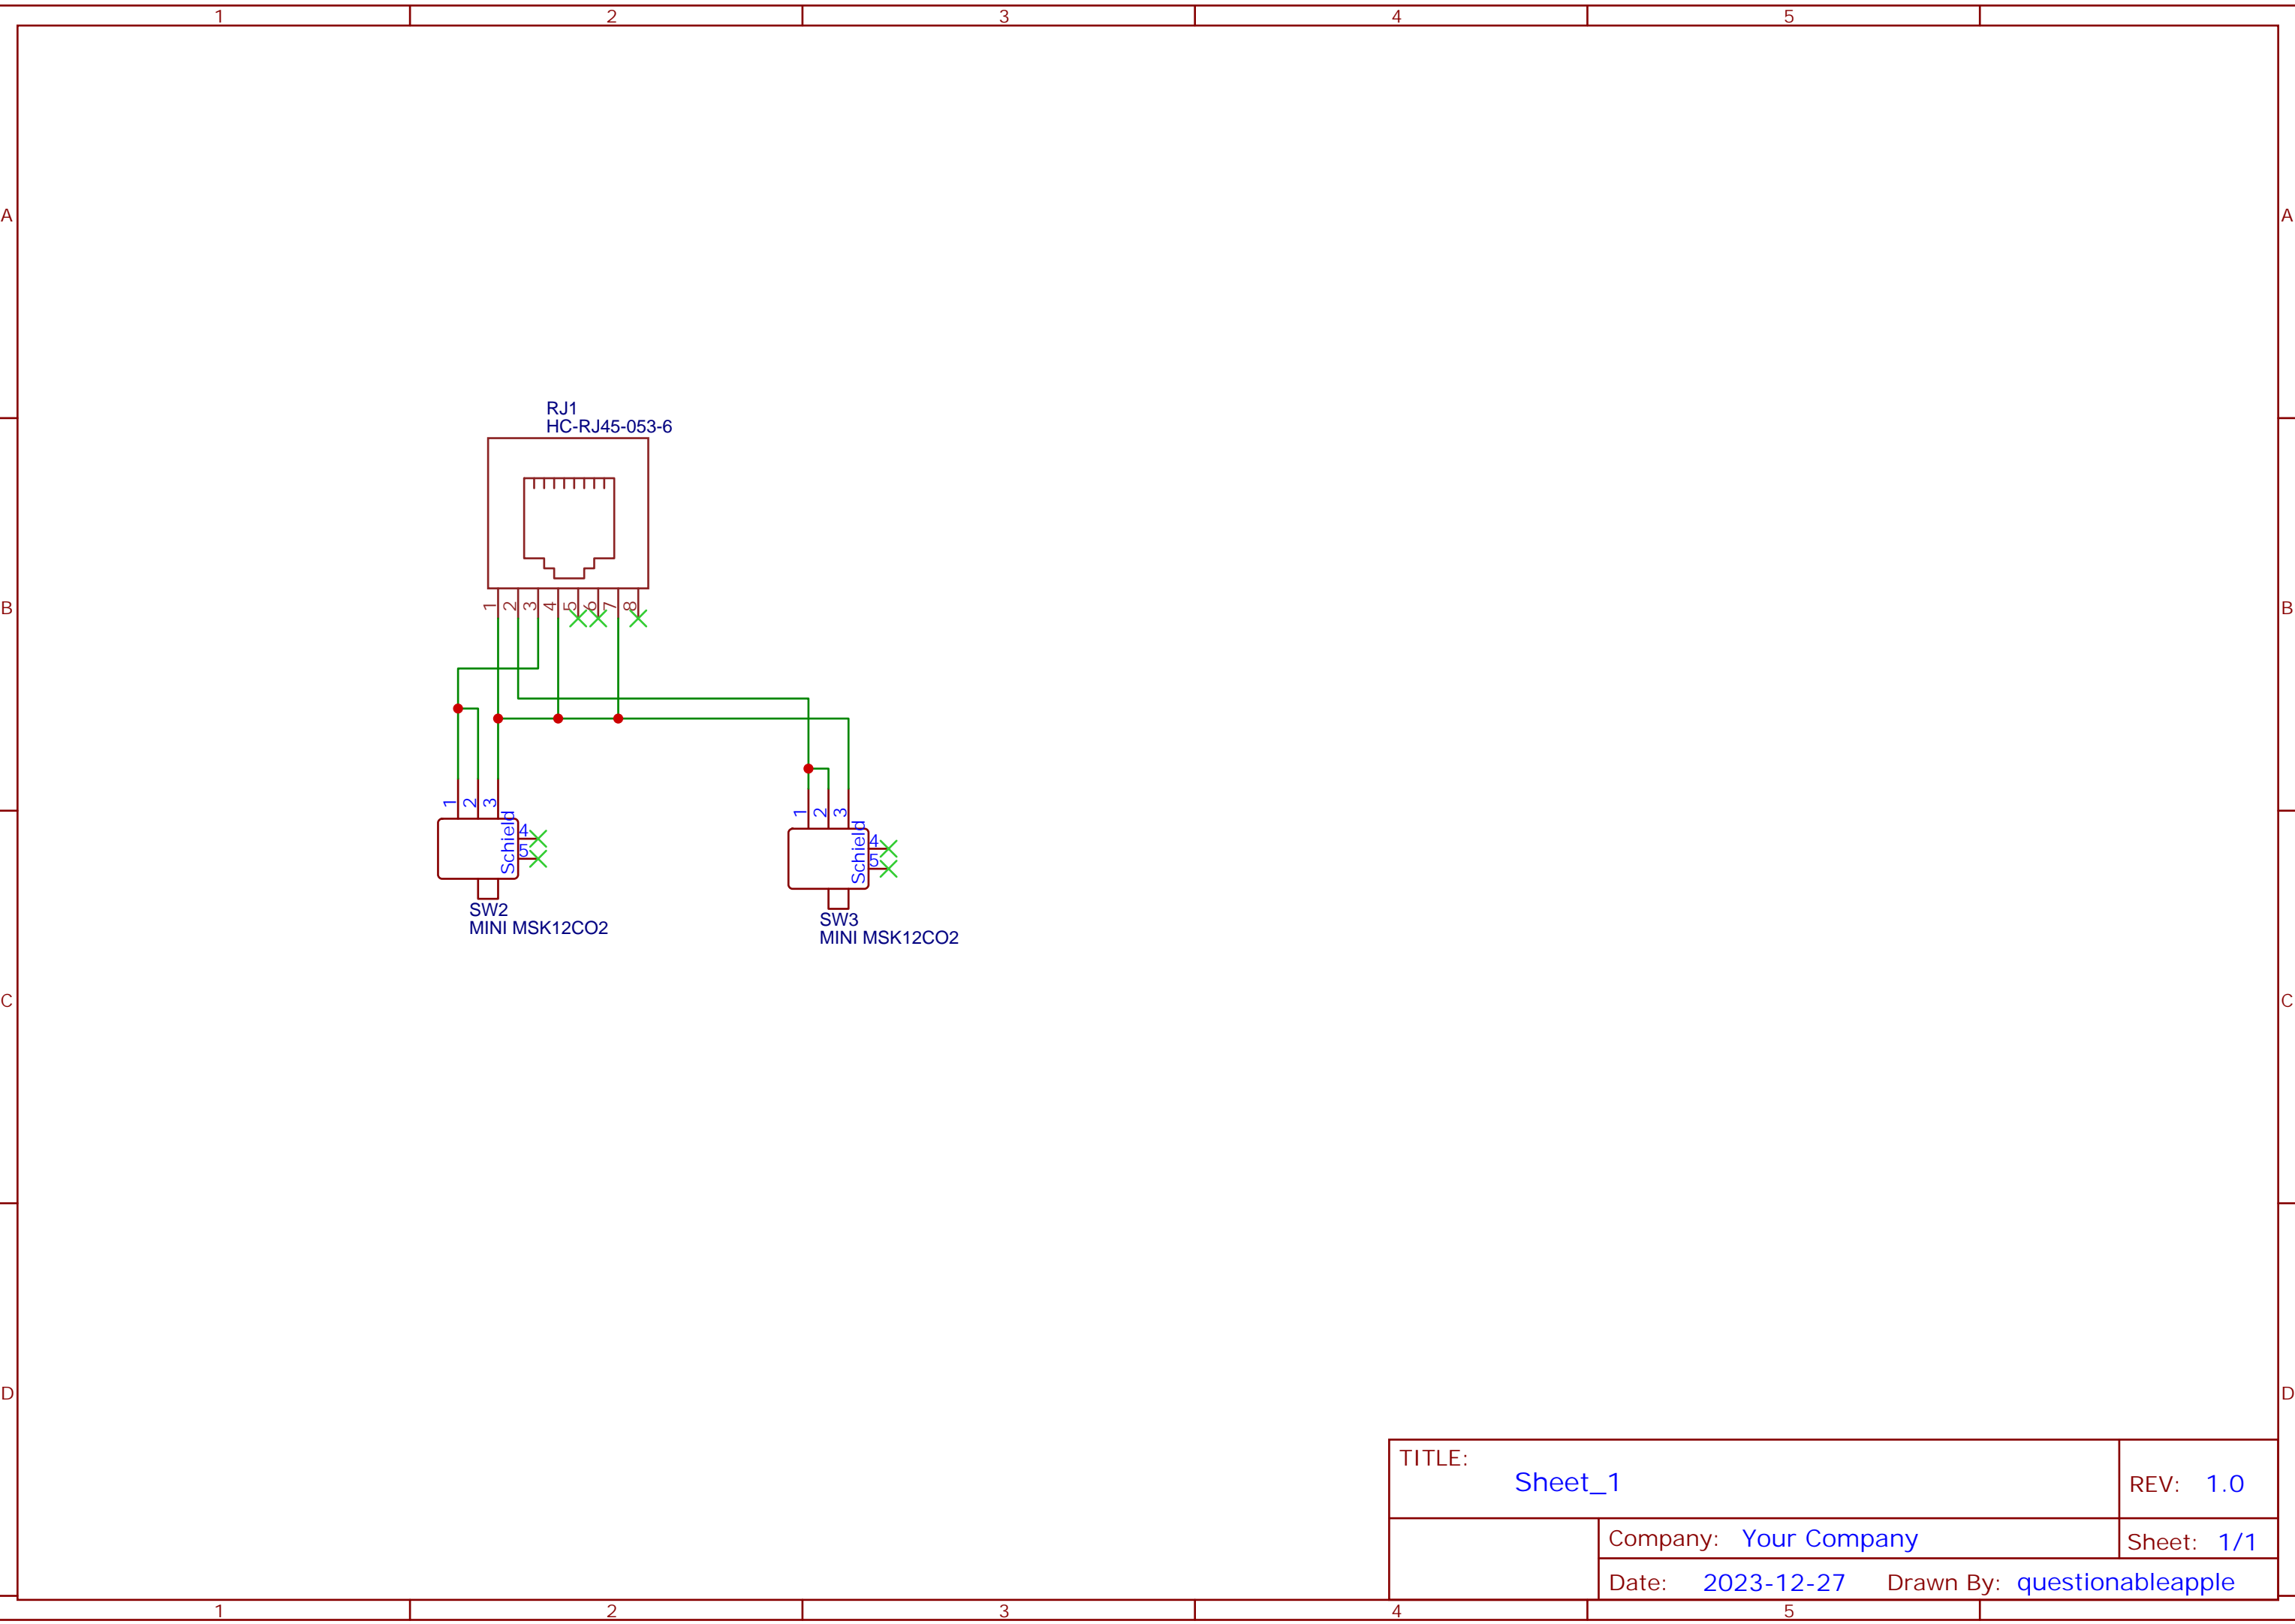 1 2 3 4 5
A A
RJ1
HC-RJ45-053-6
B B
1 2 3 4 5 6 7 8
1 2 3
1 2 3
Schield 4
5
Schield 4
5
SW2
MINI MSK12CO2
SW3
MINI MSK12CO2
C C
D D
TITLE:
Sheet_1
REV: 1.0
Company: Your Company
Sheet: 1/1
Date: 2023-12-27 Drawn By: questionableapple
1 2 3 4 5